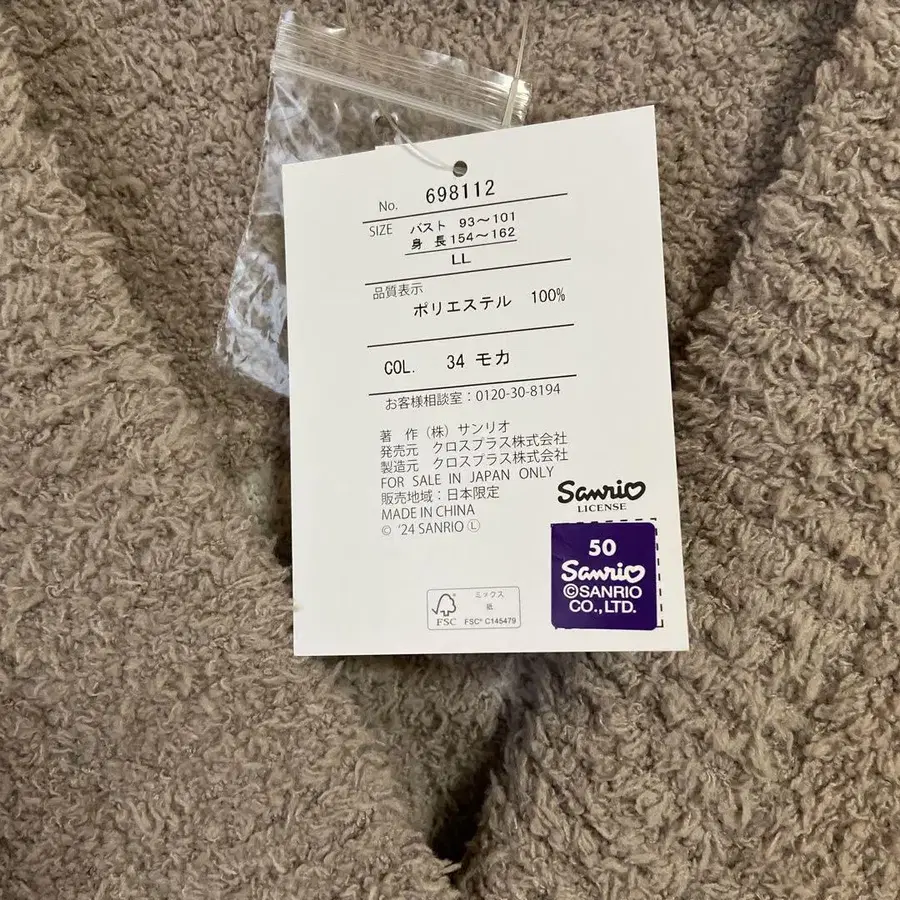 No. 698112
SIZE バスト 93～101
身 長 154～162
LL
品質表示
ポリエステル 100%
COL. 34 モカ
お客様相談室：0120-30-8194
著 作 （株）サンリオ
発売元 クロスプラス株式会社
製造元 クロスプラス株式会社
FOR SALE IN JAPAN ONLY
販売地域：日本限定
MADE IN CHINA
© '24 SANRIO Ⓛ
Sanrio
LICENSE
50
Sanrio
©SANRIO
CO.,LTD.
ミックス
紙
FSC
FSC® C145479